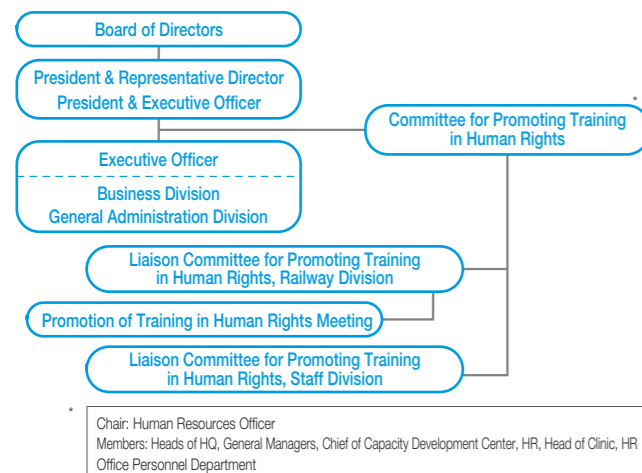 Board of Directors
President & Representative Director
President & Executive Officer
*
Committee for Promoting Training
in Human Rights
Executive Officer
Business Division
General Administration Division
Liaison Committee for Promoting Training
in Human Rights, Railway Division
Promotion of Training in Human Rights Meeting
Liaison Committee for Promoting Training
in Human Rights, Staff Division
*
Chair: Human Resources Officer
Members: Heads of HQ, General Managers, Chief of Capacity Development Center, HR, Head of Clinic, HR
Office Personnel Department